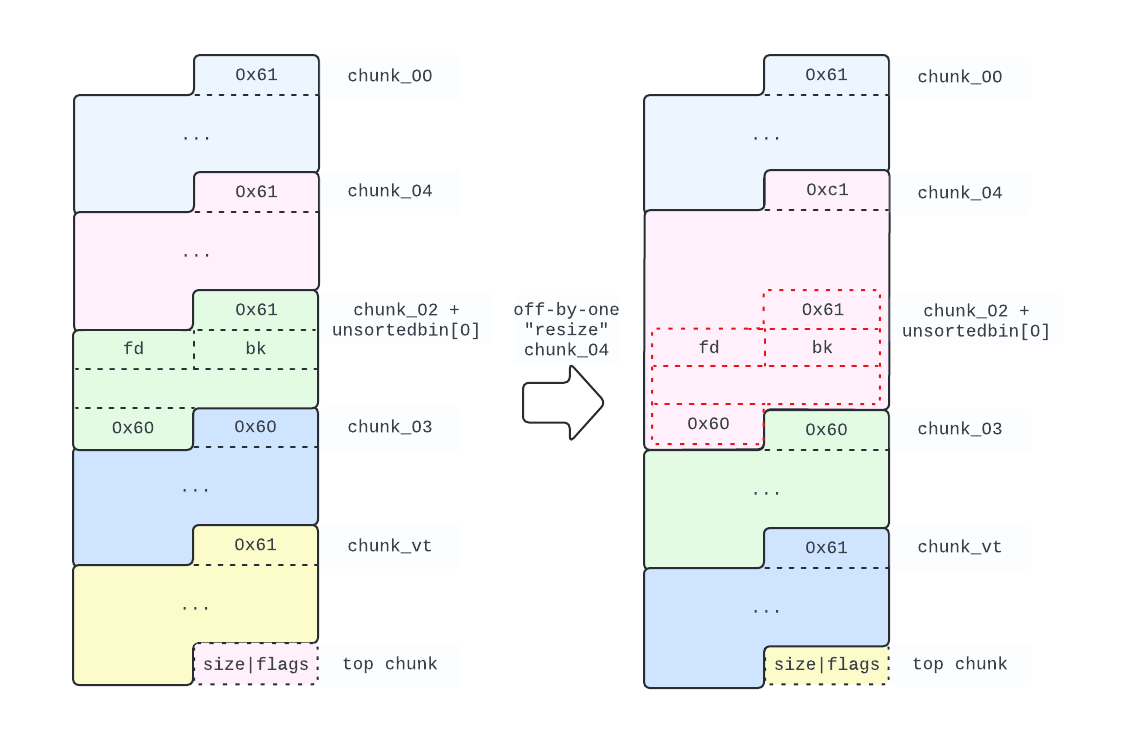 0x61
chunk_00
...
0x61
chunk_04
...
0x61
chunk_02 +
unsortedbin[0]
fd
bk
0x60
0x60
chunk_03
...
0x61
chunk_vt
...
size|flags
top chunk
off-by-one
"resize"
chunk_04
0x61
chunk_00
...
0xc1
chunk_04
0x61
chunk_02 +
unsortedbin[0]
fd
bk
0x60
0x60
chunk_03
...
0x61
chunk_vt
...
size|flags
top chunk